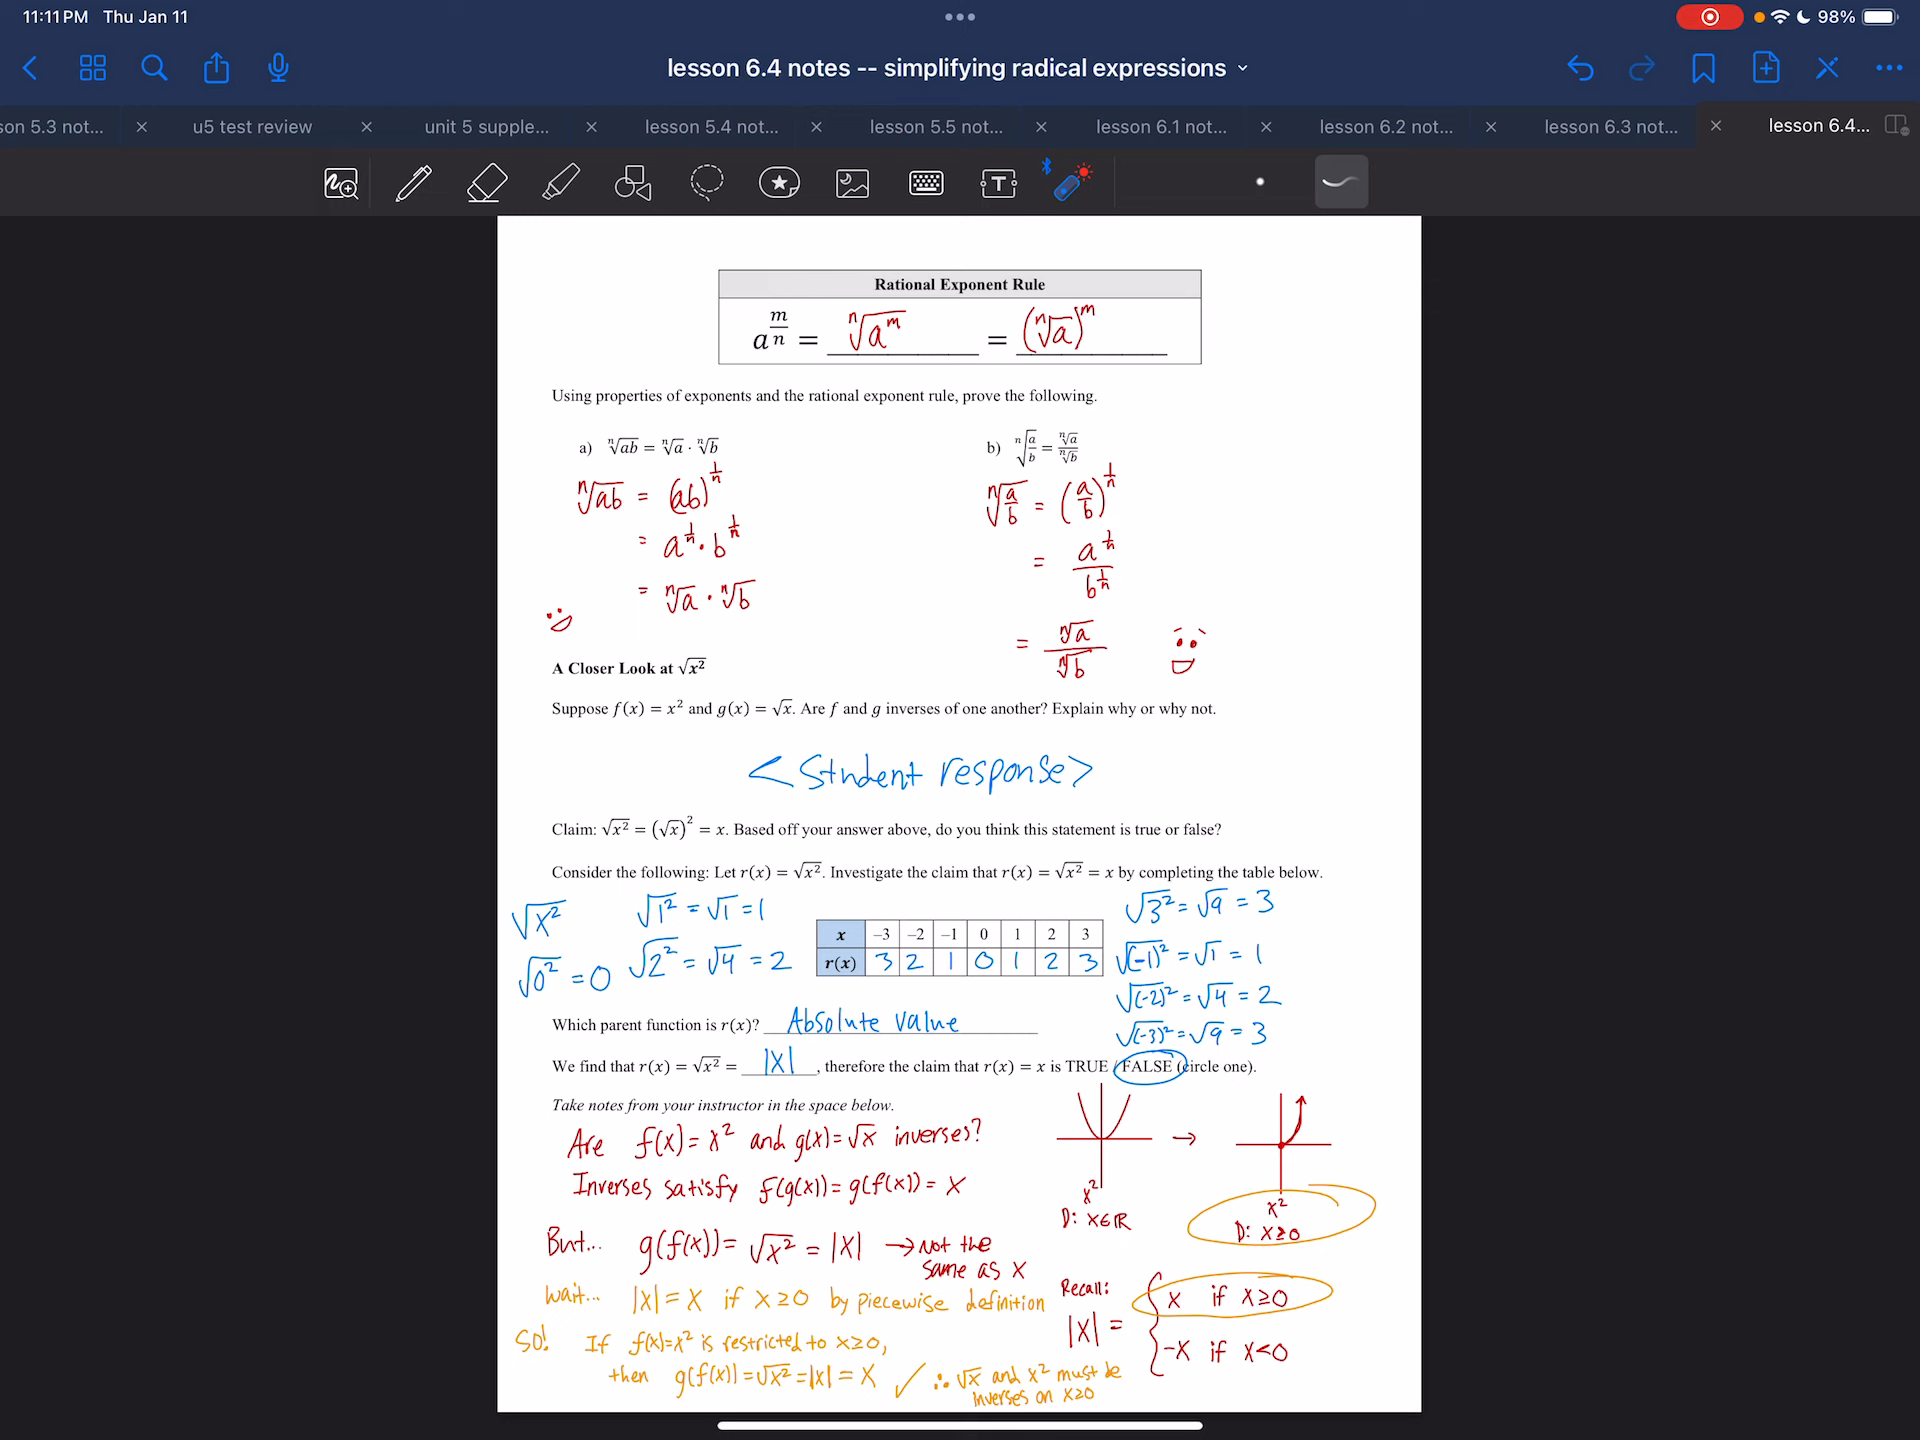 11:11 PM Thu Jan 11
98%
lesson 6.4 notes -- simplifying radical expressions
son 5.3 not...
u5 test review
unit 5 supple...
lesson 5.4 not...
lesson 5.5 not...
lesson 6.1 not...
lesson 6.2 not...
lesson 6.3 not...
lesson 6.4...
Rational Exponent Rule
a^(m/n) = ⁿ√(a^m) = (ⁿ√a)^m
Using properties of exponents and the rational exponent rule, prove the following.
a) ⁿ√(ab) = ⁿ√a · ⁿ√b
ⁿ√(ab) = (ab)^(1/n)
= a^(1/n) · b^(1/n)
= ⁿ√a · ⁿ√b
b) ⁿ√(a/b) = ⁿ√a / ⁿ√b
ⁿ√(a/b) = (a/b)^(1/n)
= a^(1/n) / b^(1/n)
= ⁿ√a / ⁿ√b
A Closer Look at √x²
Suppose f(x) = x² and g(x) = √x. Are f and g inverses of one another? Explain why or why not.
<Student response>
Claim: √x² = (√x)² = x. Based off your answer above, do you think this statement is true or false?
Consider the following: Let r(x) = √x². Investigate the claim that r(x) = √x² = x by completing the table below.
√x²
√0² = 0
√1² = √1 = 1
√2² = √4 = 2
x −3 −2 −1 0 1 2 3
r(x) 3 2 1 0 1 2 3
√3² = √9 = 3
√(-1)² = √1 = 1
√(-2)² = √4 = 2
√(-3)² = √9 = 3
Which parent function is r(x)? Absolute value
We find that r(x) = √x² = |x|, therefore the claim that r(x) = x is TRUE / FALSE (circle one).
Take notes from your instructor in the space below.
Are f(x)=x² and g(x)=√x inverses?
Inverses satisfy f(g(x)) = g(f(x)) = x
But... g(f(x)) = √x² = |x| → Not the
same as x
wait... |x| = x if x ≥ 0 by piecewise definition
So! If f(x)=x² is restricted to x≥0,
then g(f(x)) = √x² = |x| = x ✓ ∴ √x and x² must be
inverses on x≥0
x²
D: x∈ℝ
→
x²
D: x≥0
Recall:
|x| = { x if x≥0
-x if x<0